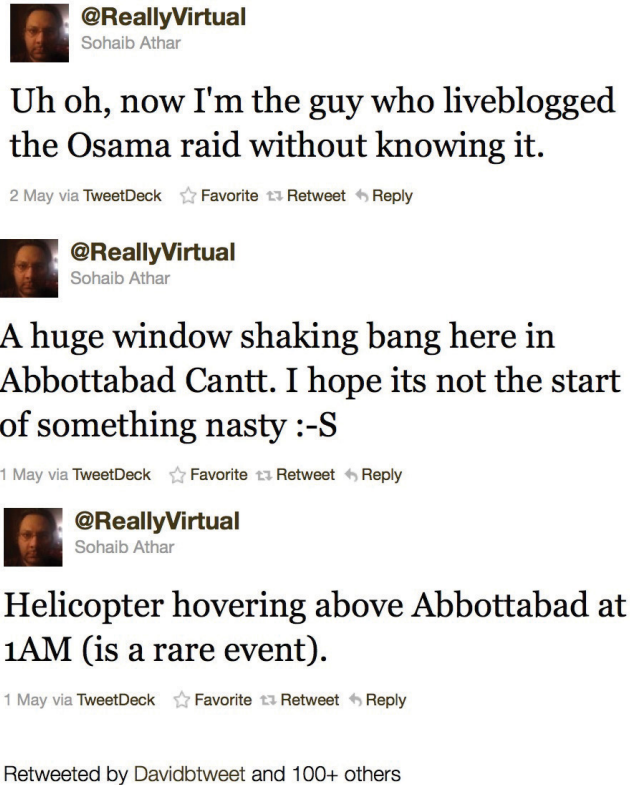 @ReallyVirtual
Sohaib Athar
Uh oh, now I'm the guy who liveblogged
the Osama raid without knowing it.
2 May via TweetDeck Favorite Retweet Reply
@ReallyVirtual
Sohaib Athar
A huge window shaking bang here in
Abbottabad Cantt. I hope its not the start
of something nasty :-S
1 May via TweetDeck Favorite Retweet Reply
@ReallyVirtual
Sohaib Athar
Helicopter hovering above Abbottabad at
1AM (is a rare event).
1 May via TweetDeck Favorite Retweet Reply
Retweeted by Davidbtweet and 100+ others